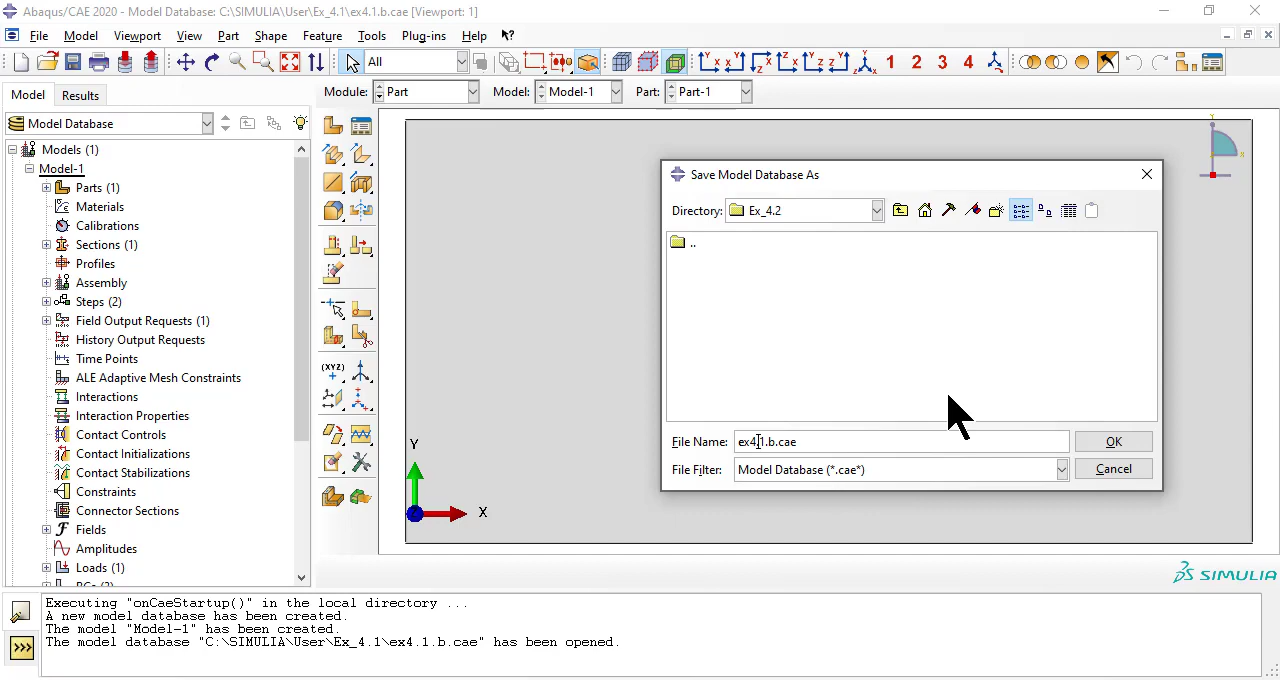 Abaqus/CAE 2020 - Model Database: C:\SIMULIA\User\Ex_4.1\ex4.1.b.cae [Viewport: 1]
File Model Viewport View Part Shape Feature Tools Plug-ins Help
All
1 2 3 4
Model Results
Module: Part Model: Model-1 Part: Part-1
Model Database
Models (1)
Model-1
Parts (1)
Materials
Calibrations
Sections (1)
Profiles
Assembly
Steps (2)
Field Output Requests (1)
History Output Requests
Time Points
ALE Adaptive Mesh Constraints
Interactions
Interaction Properties
Contact Controls
Contact Initializations
Contact Stabilizations
Constraints
Connector Sections
Fields
Amplitudes
Loads (1)
(XYZ)
Y
X
Z
Y
X
Save Model Database As
Directory: Ex_4.2
..
File Name: ex4.1.b.cae OK
File Filter: Model Database (*.cae*) Cancel
SIMULIA
Executing "onCaeStartup()" in the local directory ...
A new model database has been created.
The model "Model-1" has been created.
The model database "C:\SIMULIA\User\Ex_4.1\ex4.1.b.cae" has been opened.
>>>